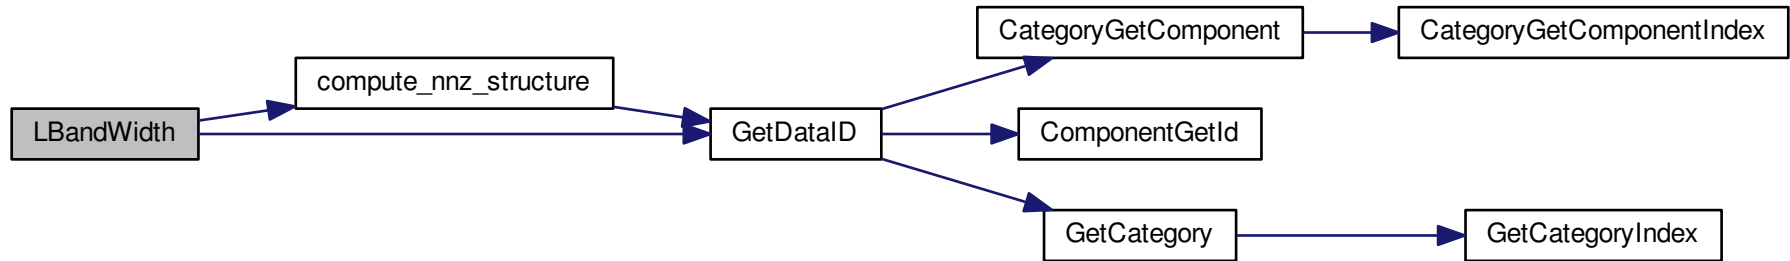 LBandWidth
compute_nnz_structure
GetDataID
CategoryGetComponent
CategoryGetComponentIndex
ComponentGetId
GetCategory
GetCategoryIndex